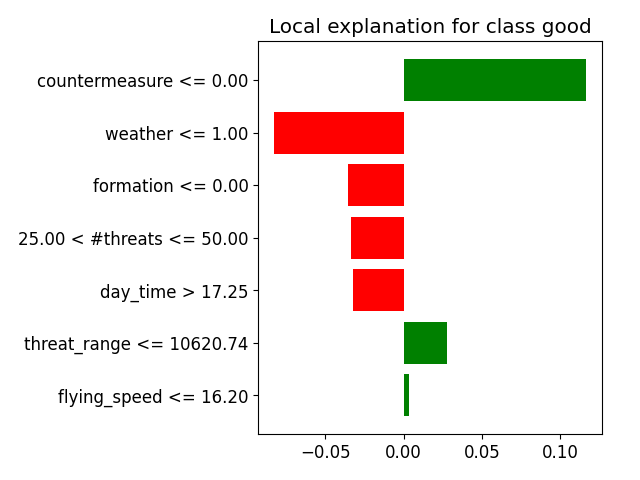 Local explanation for class good
countermeasure <= 0.00
weather <= 1.00
formation <= 0.00
25.00 < #threats <= 50.00
day_time > 17.25
threat_range <= 10620.74
flying_speed <= 16.20
−0.05 0.00 0.05 0.10